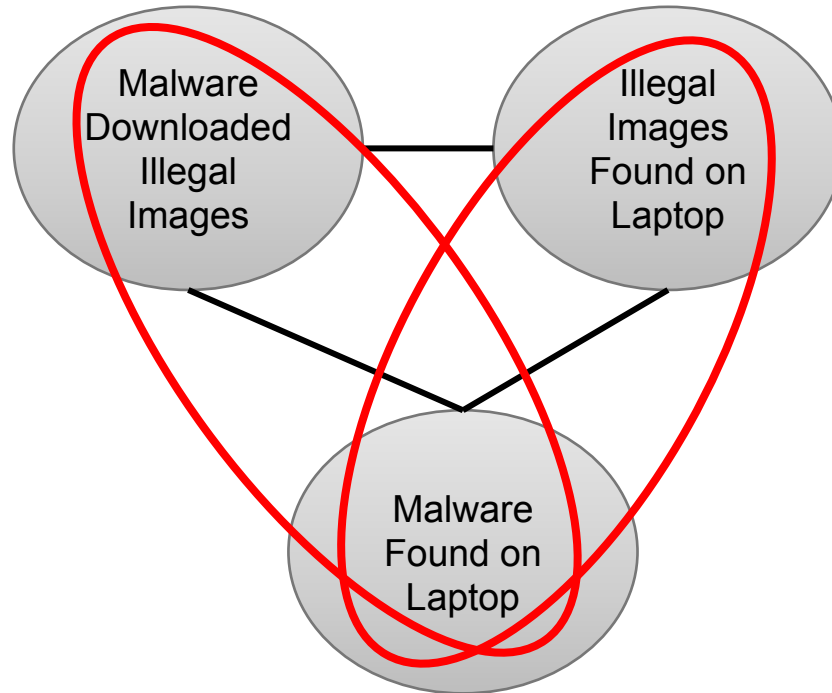 Malware
Downloaded
Illegal
Images
Illegal
Images
Found on
Laptop
Malware
Found on
Laptop